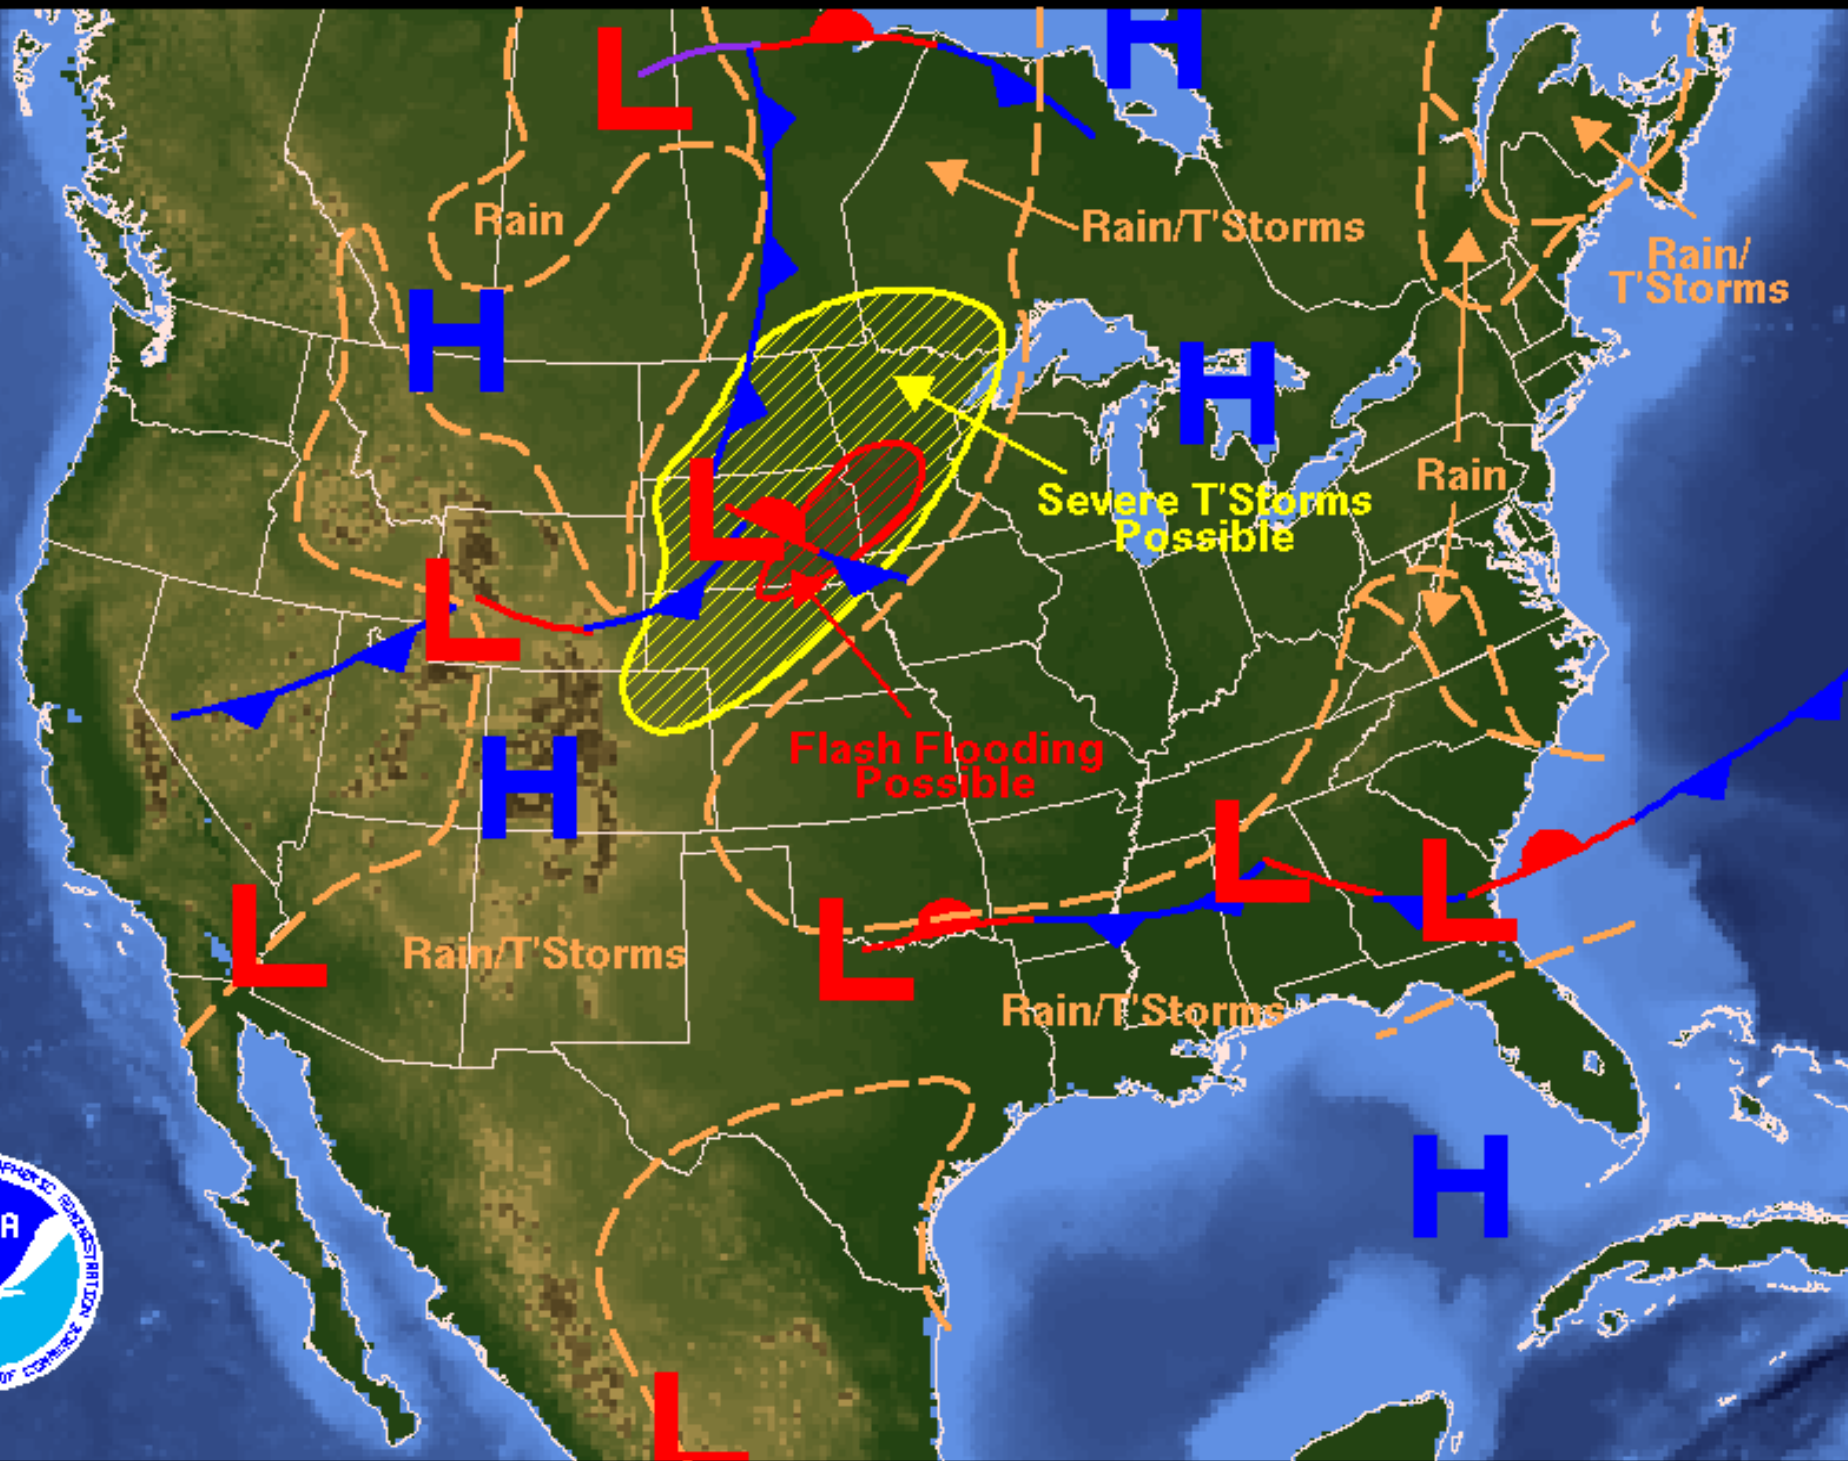 L
H
Rain
Rain/T'Storms
Rain/
T'Storms
H
H
Rain
Severe T'Storms
Possible
L
L
Flash Flooding
Possible
H
L
L
L
L
Rain/T'Storms
Rain/T'Storms
H
A
L